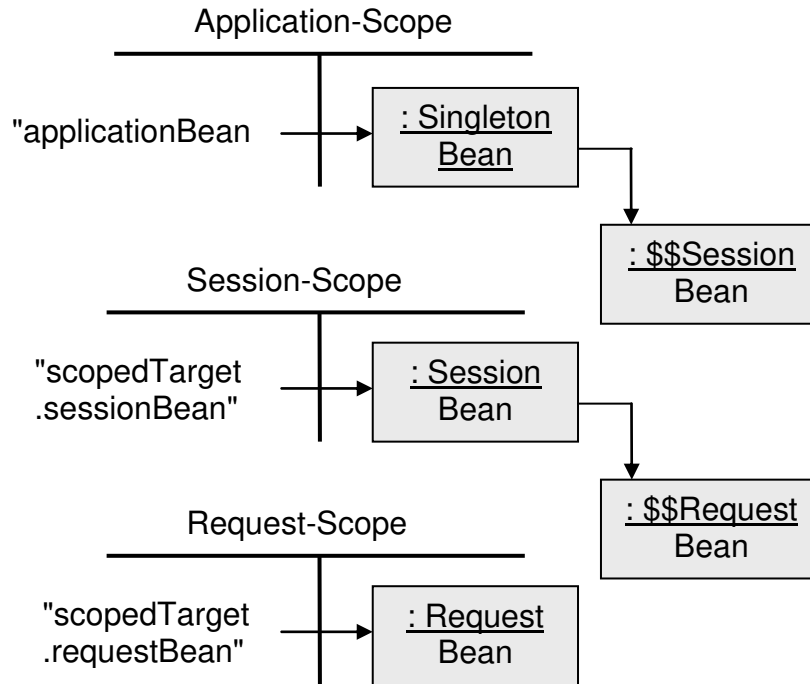 Application-Scope
"applicationBean
: Singleton
Bean
: $$Session
Bean
Session-Scope
"scopedTarget
.sessionBean"
: Session
Bean
: $$Request
Bean
Request-Scope
"scopedTarget
.requestBean"
: Request
Bean